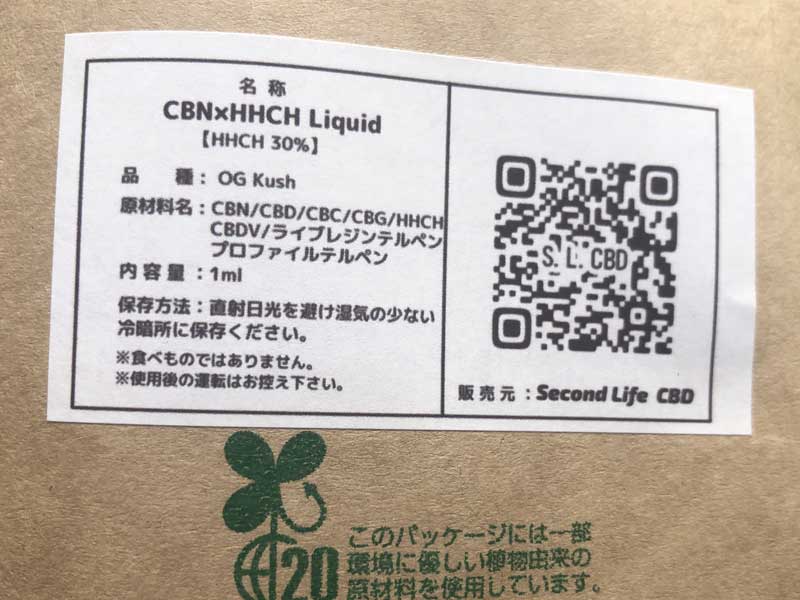 名称
CBN×HHCH Liquid
【HHCH 30%】
品　種： OG Kush
原材料名：CBN/CBD/CBC/CBG/HHCH
CBDV/ライブレジンテルペン
プロファイルテルペン
内容量：1ml
保存方法：直射日光を避け湿気の少ない
冷暗所に保存ください。
※食べものではありません。
※使用後の運転はお控え下さい。
S. L. CBD
販売元：Second Life CBD
20
このパッケージには一部
環境に優しい植物由来の
原材料を使用しています。